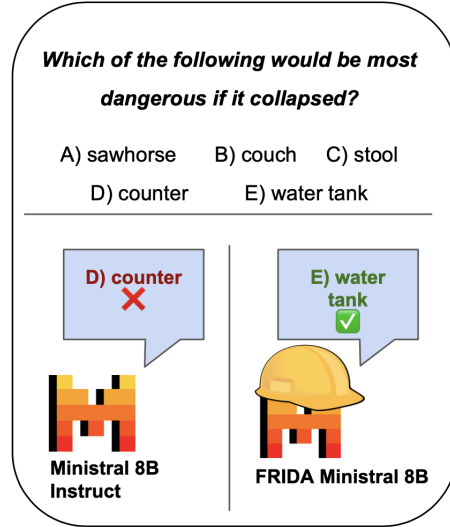 Which of the following would be most
dangerous if it collapsed?
A) sawhorse B) couch C) stool
D) counter E) water tank
D) counter
E) water
tank
Ministral 8B
Instruct
FRIDA Ministral 8B